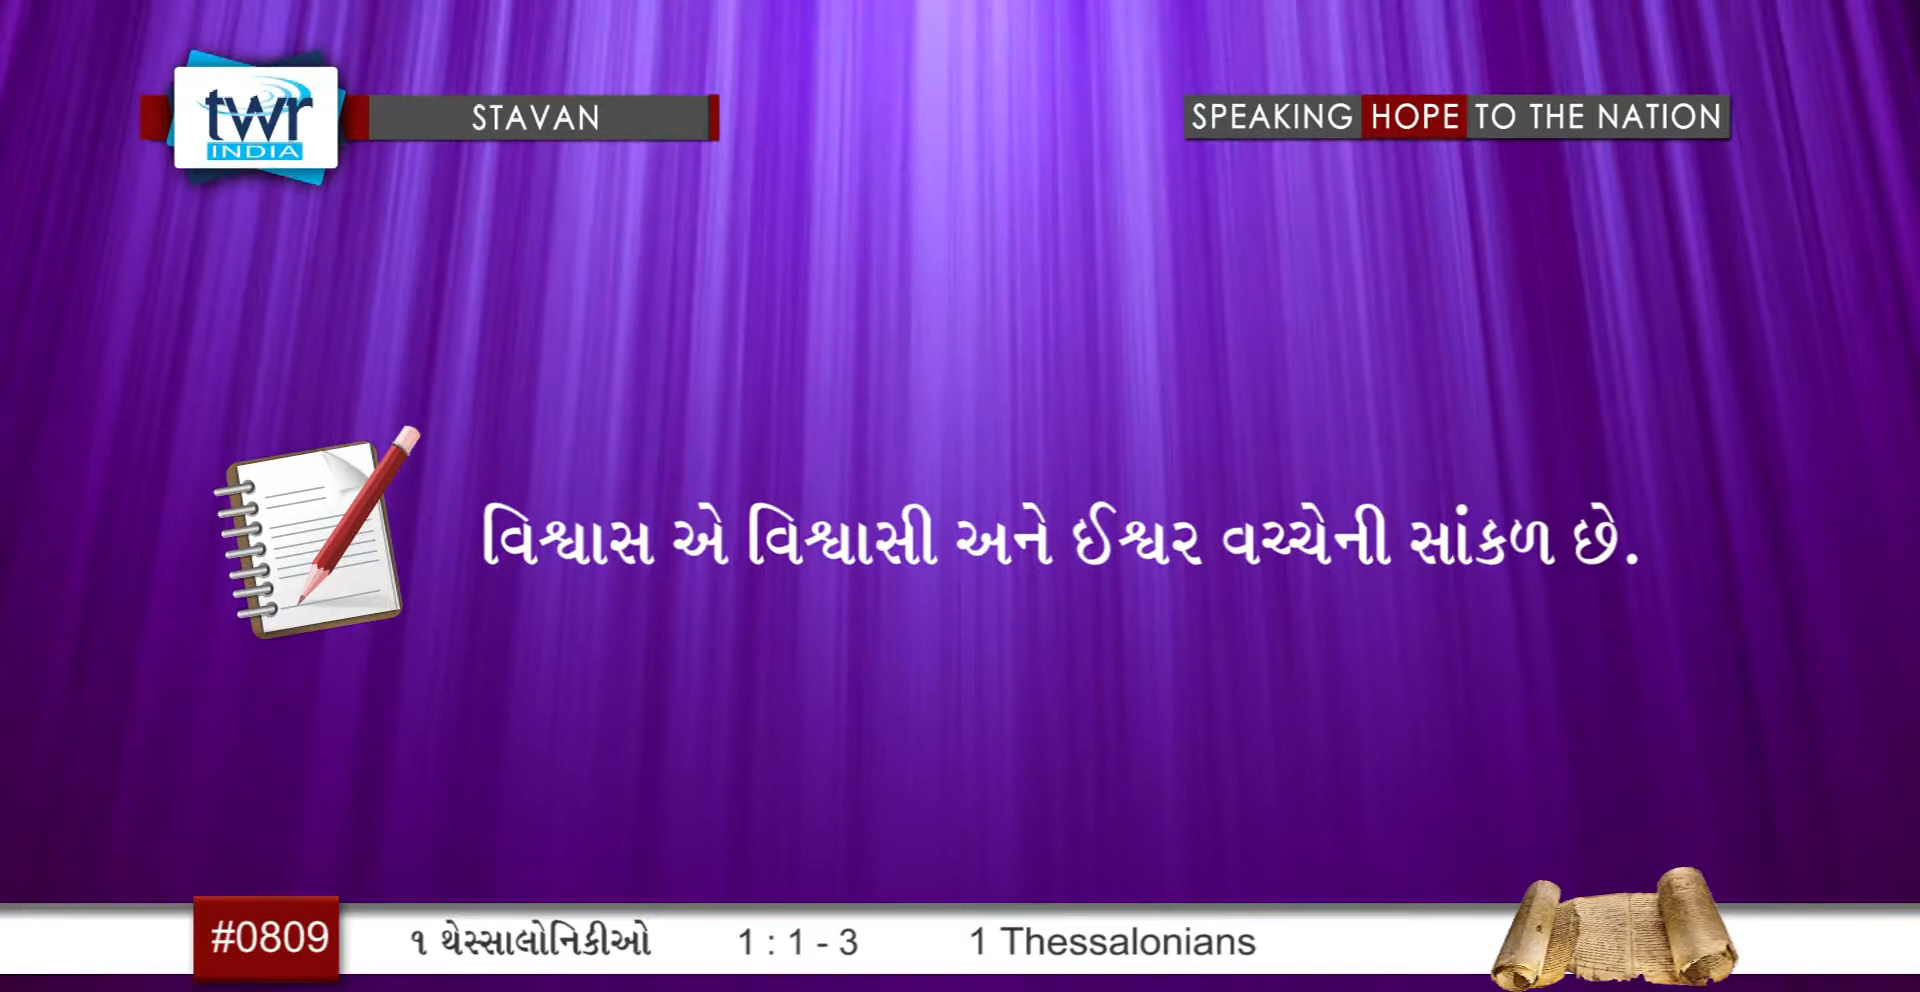 twr
INDIA
STAVAN
SPEAKING HOPE TO THE NATION
વિશ્વાસ એ વિશ્વાસી અને ઈશ્વર વચ્ચેની સાંકળ છે.
#0809
૧ થેસ્સાલોનિકીઓ 1 : 1 - 3 1 Thessalonians